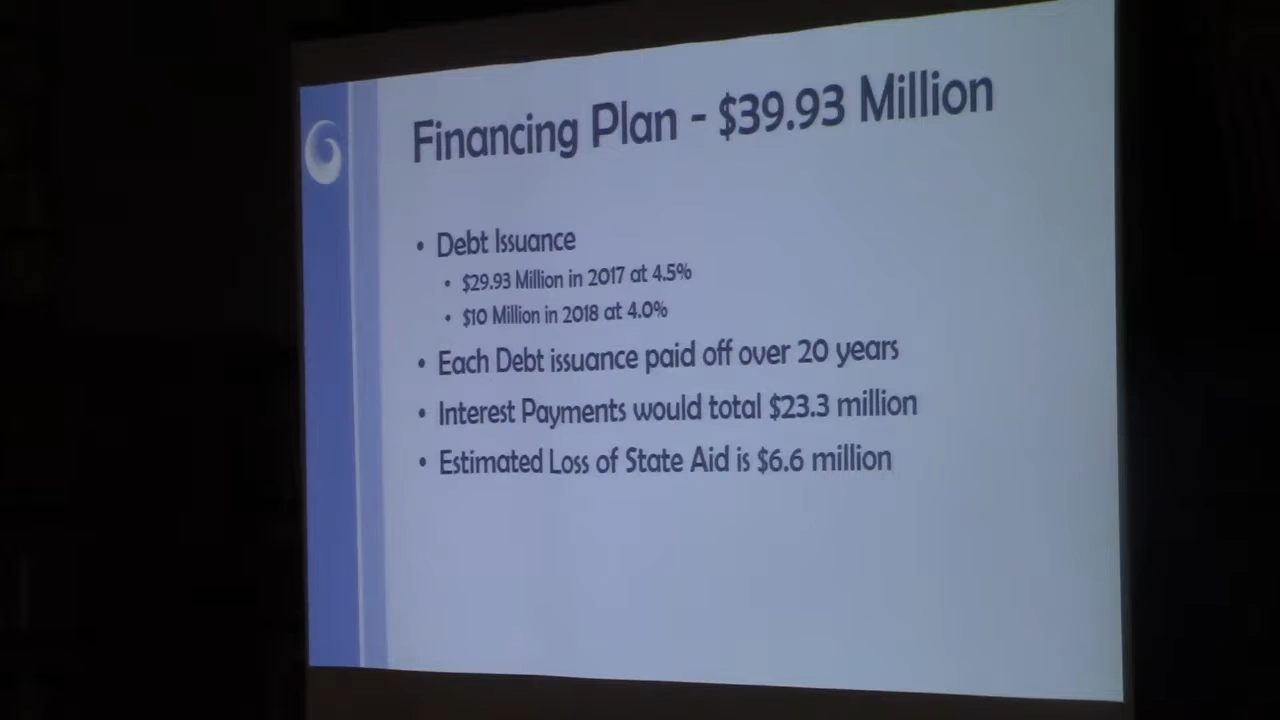 Financing Plan - $39.93 Million
• Debt Issuance
• $29.93 Million in 2017 at 4.5%
• $10 Million in 2018 at 4.0%
• Each Debt issuance paid off over 20 years
• Interest Payments would total $23.3 million
• Estimated Loss of State Aid is $6.6 million